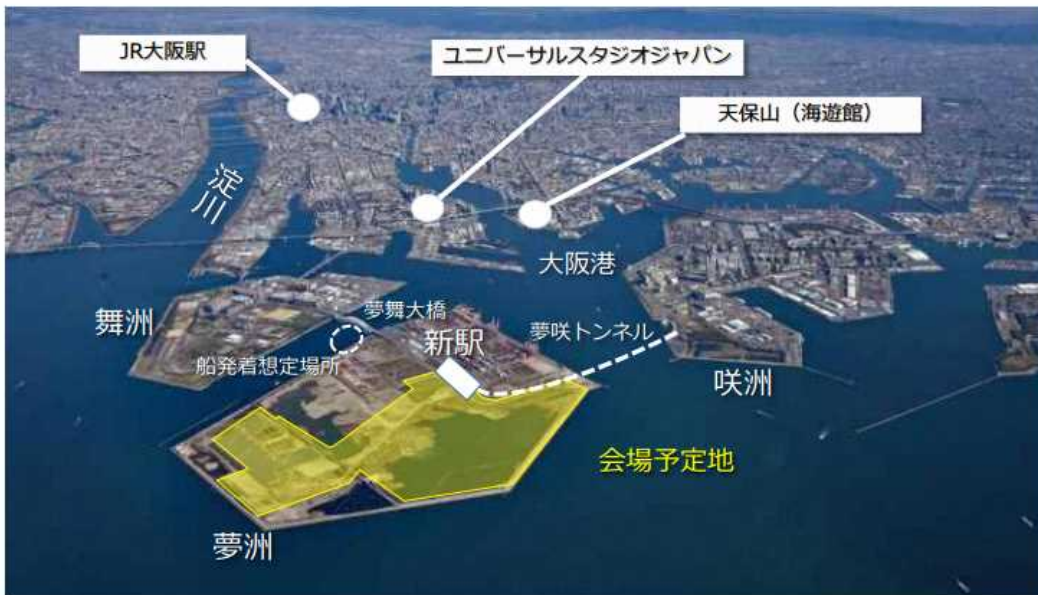 JR大阪駅
ユニバーサルスタジオジャパン
天保山（海遊館）
淀川
大阪港
舞洲
夢舞大橋
新駅
夢咲トンネル
船発着想定場所
咲洲
会場予定地
夢洲